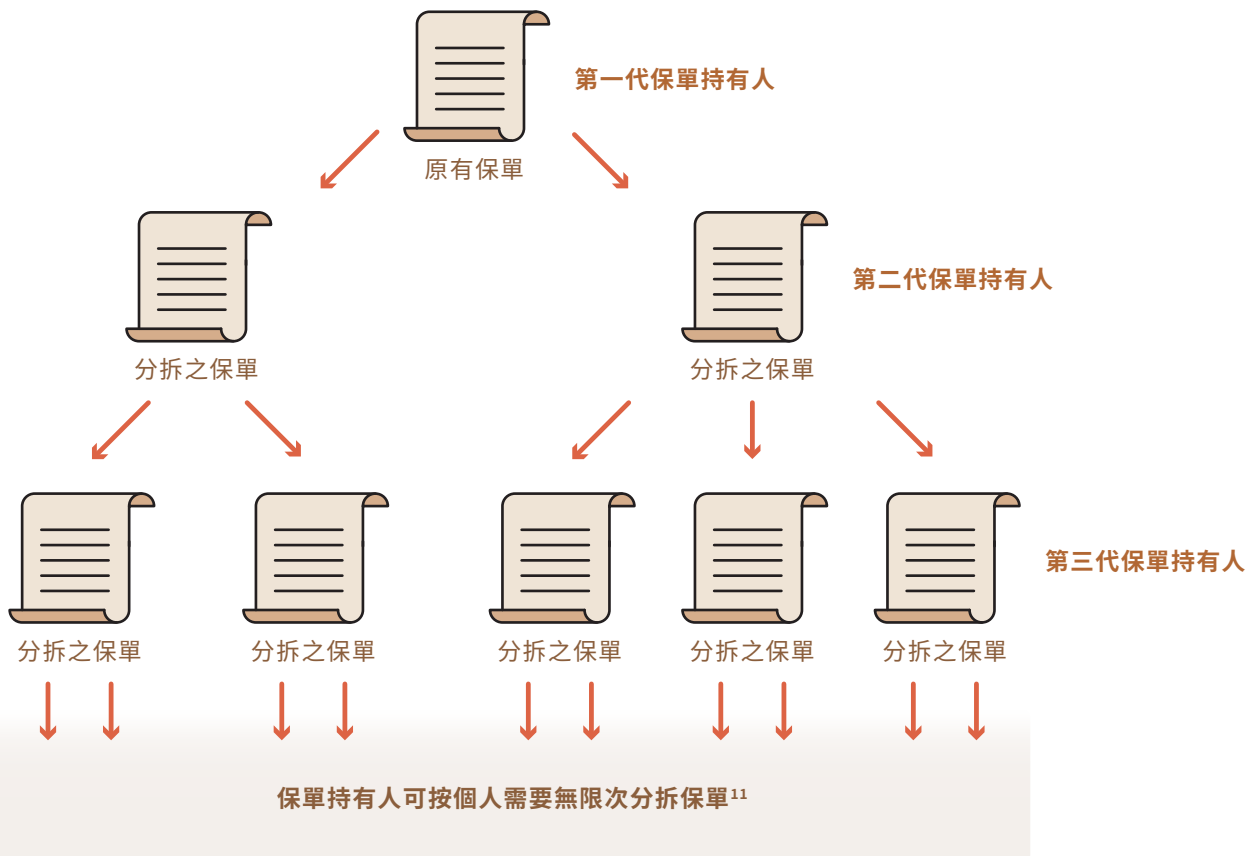 第一代保單持有人
原有保單
第二代保單持有人
分拆之保單
分拆之保單
第三代保單持有人
分拆之保單
分拆之保單
分拆之保單
分拆之保單
分拆之保單
保單持有人可按個人需要無限次分拆保單¹¹